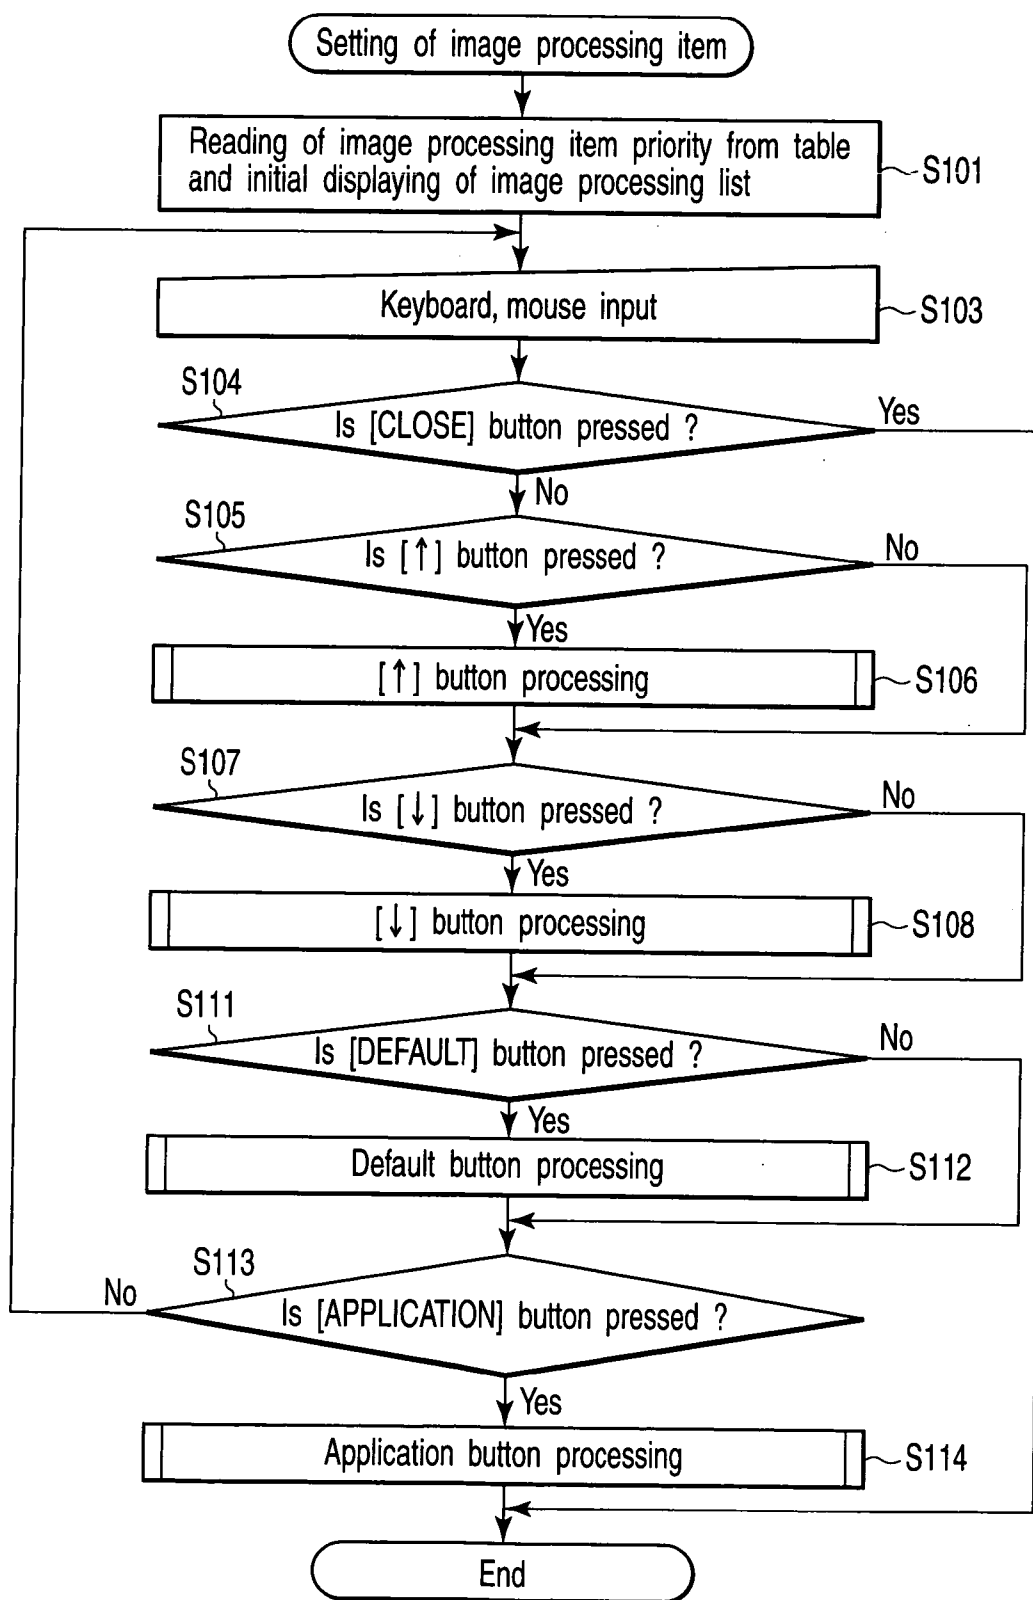 Setting of image processing item
Reading of image processing item priority from table
and initial displaying of image processing list
S101
Keyboard, mouse input
S103
S104
Is [CLOSE] button pressed ?
Yes
No
S105
Is [↑] button pressed ?
No
Yes
[↑] button processing
S106
S107
Is [↓] button pressed ?
No
Yes
[↓] button processing
S108
S111
Is [DEFAULT] button pressed ?
No
Yes
Default button processing
S112
S113
No
Is [APPLICATION] button pressed ?
Yes
Application button processing
S114
End